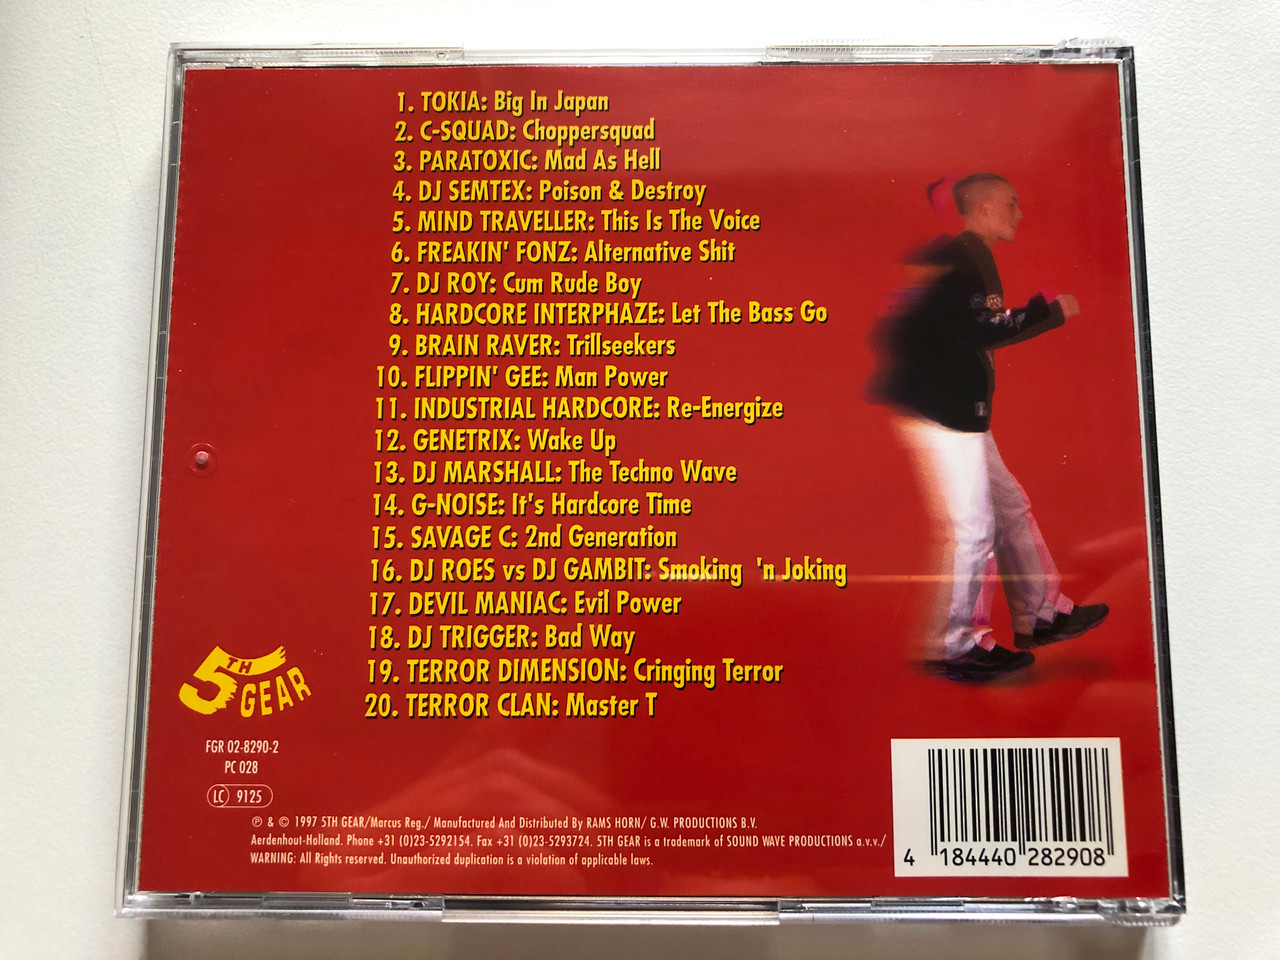 1. TOKIA: Big In Japan
2. C-SQUAD: Choppersquad
3. PARATOXIC: Mad As Hell
4. DJ SEMTEX: Poison & Destroy
5. MIND TRAVELLER: This Is The Voice
6. FREAKIN' FONZ: Alternative Shit
7. DJ ROY: Cum Rude Boy
8. HARDCORE INTERPHAZE: Let The Bass Go
9. BRAIN RAVER: Trillseekers
10. FLIPPIN' GEE: Man Power
11. INDUSTRIAL HARDCORE: Re-Energize
12. GENETRIX: Wake Up
13. DJ MARSHALL: The Techno Wave
14. G-NOISE: It's Hardcore Time
15. SAVAGE C: 2nd Generation
16. DJ ROES vs DJ GAMBIT: Smoking 'n Joking
17. DEVIL MANIAC: Evil Power
18. DJ TRIGGER: Bad Way
19. TERROR DIMENSION: Cringing Terror
20. TERROR CLAN: Master T
5TH GEAR
FGR 02-8290-2
PC 028
LC 9125
℗ & © 1997 5TH GEAR/Marcus Reg./ Manufactured And Distributed By RAMS HORN/ G.W. PRODUCTIONS B.V.
Aerdenhout-Holland. Phone +31 (0)23-5292154. Fax +31 (0)23-5293724. 5TH GEAR is a trademark of SOUND WAVE PRODUCTIONS a.v.v./
WARNING: All Rights reserved. Unauthorized duplication is a violation of applicable laws.
4 184440 282908